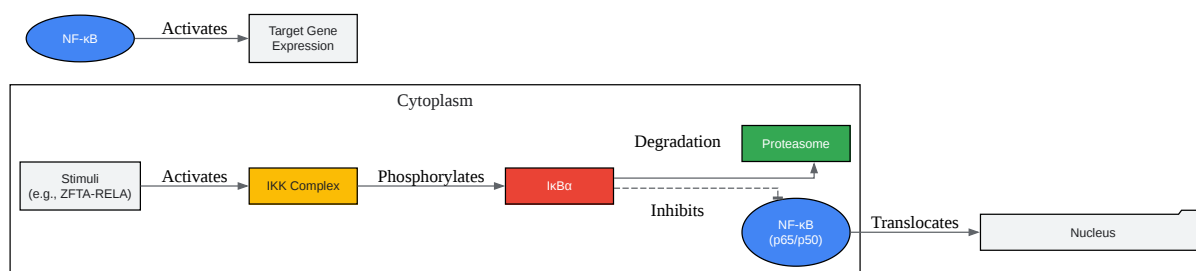 NF-κB
Activates
Target Gene
Expression
Cytoplasm
Degradation
Proteasome
Stimuli
(e.g., ZFTA-RELA)
Activates
IKK Complex
Phosphorylates
IκBα
Inhibits
NF-κB
(p65/p50)
Translocates
Nucleus